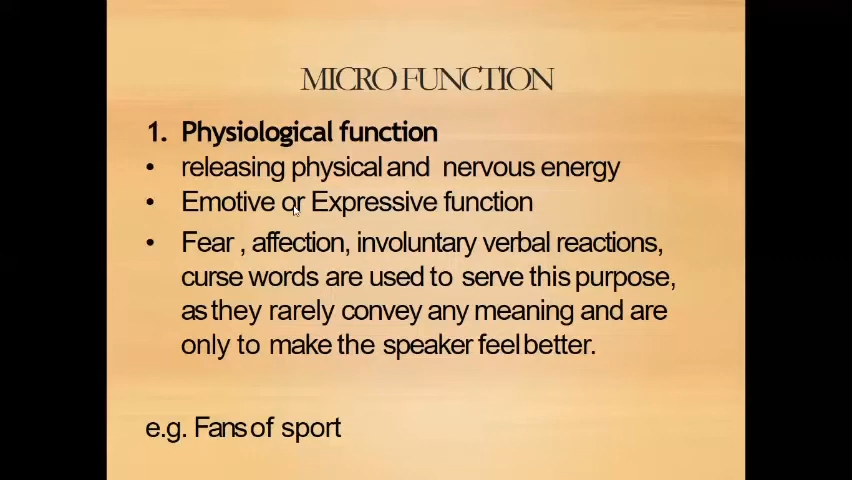 MICRO FUNCTION
1. Physiological function
• releasing physical and nervous energy
• Emotive or Expressive function
• Fear , affection, involuntary verbal reactions,
curse words are used to serve this purpose,
as they rarely convey any meaning and are
only to make the speaker feel better.
e.g. Fans of sport